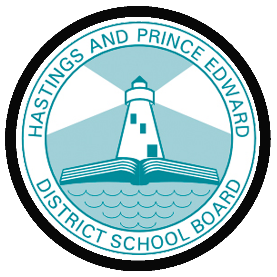 HASTINGS AND PRINCE EDWARD
DISTRICT SCHOOL BOARD